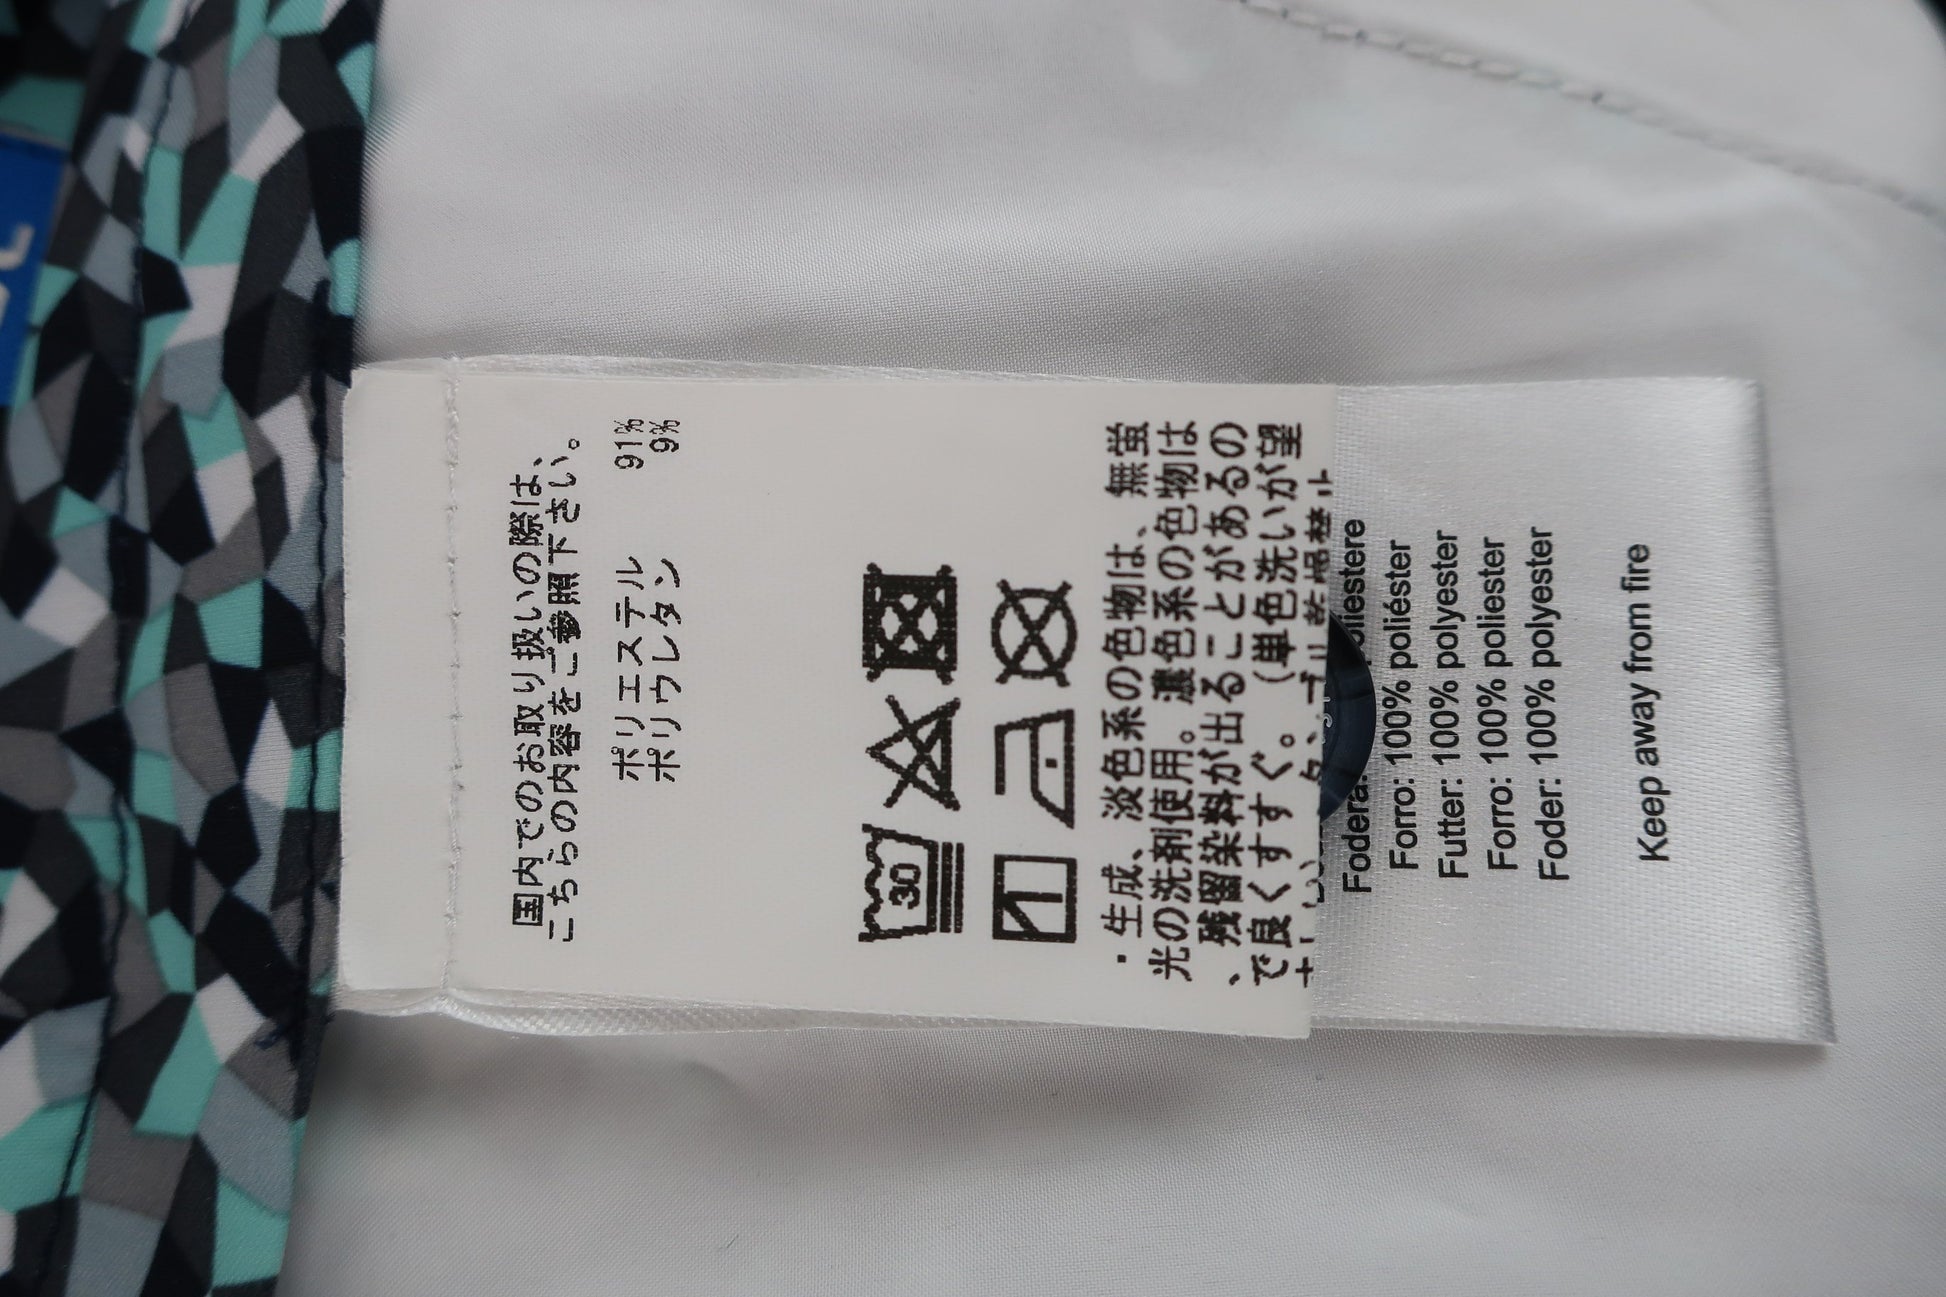 国内でのお取り扱いの際は、
こちらの内容をご参照下さい。
ポリエステル 91%
ポリウレタン 9%
30
・生成、淡色系の色物は、無蛍
光の洗剤使用。濃色系の色物は
、残留染料が出ることがあるの
で良くすすぐ。（単色洗いが望
Fodera: poliestere
Forro: 100% poliéster
Futter: 100% polyester
Forro: 100% poliester
Foder: 100% polyester
Keep away from fire